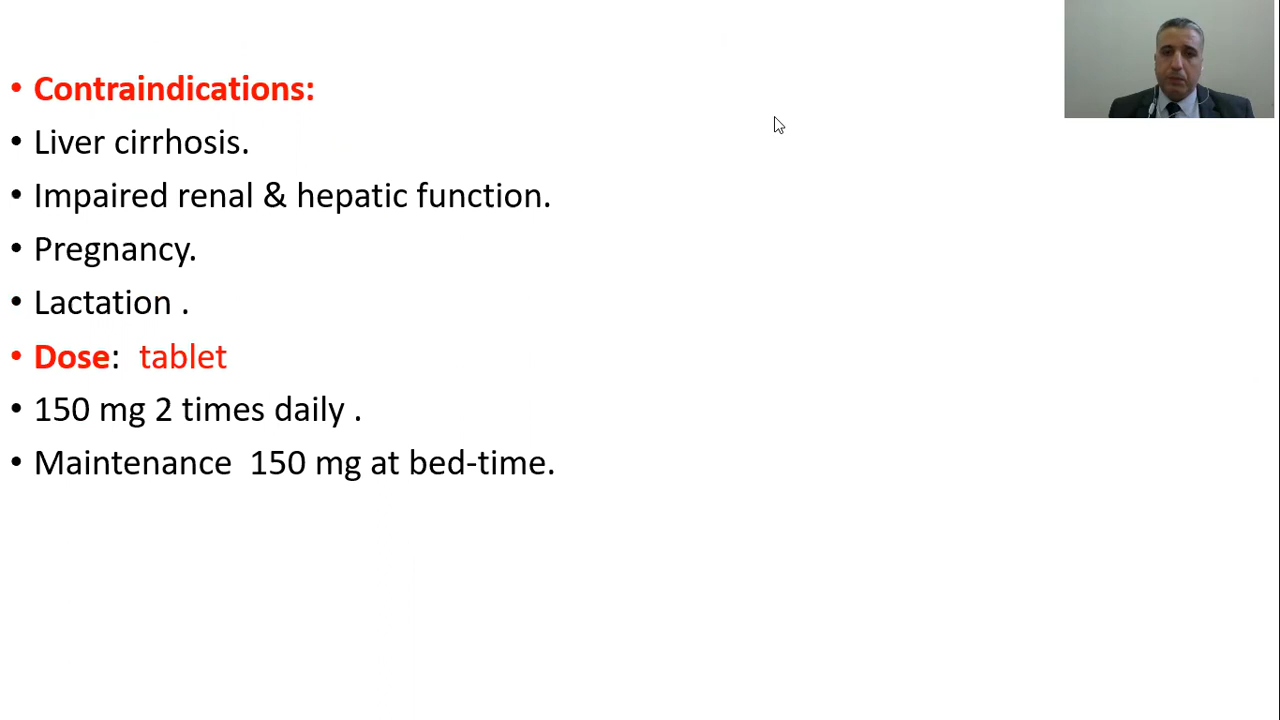 • Contraindications:
• Liver cirrhosis.
• Impaired renal & hepatic function.
• Pregnancy.
• Lactation .
• Dose:  tablet
• 150 mg 2 times daily .
• Maintenance  150 mg at bed-time.